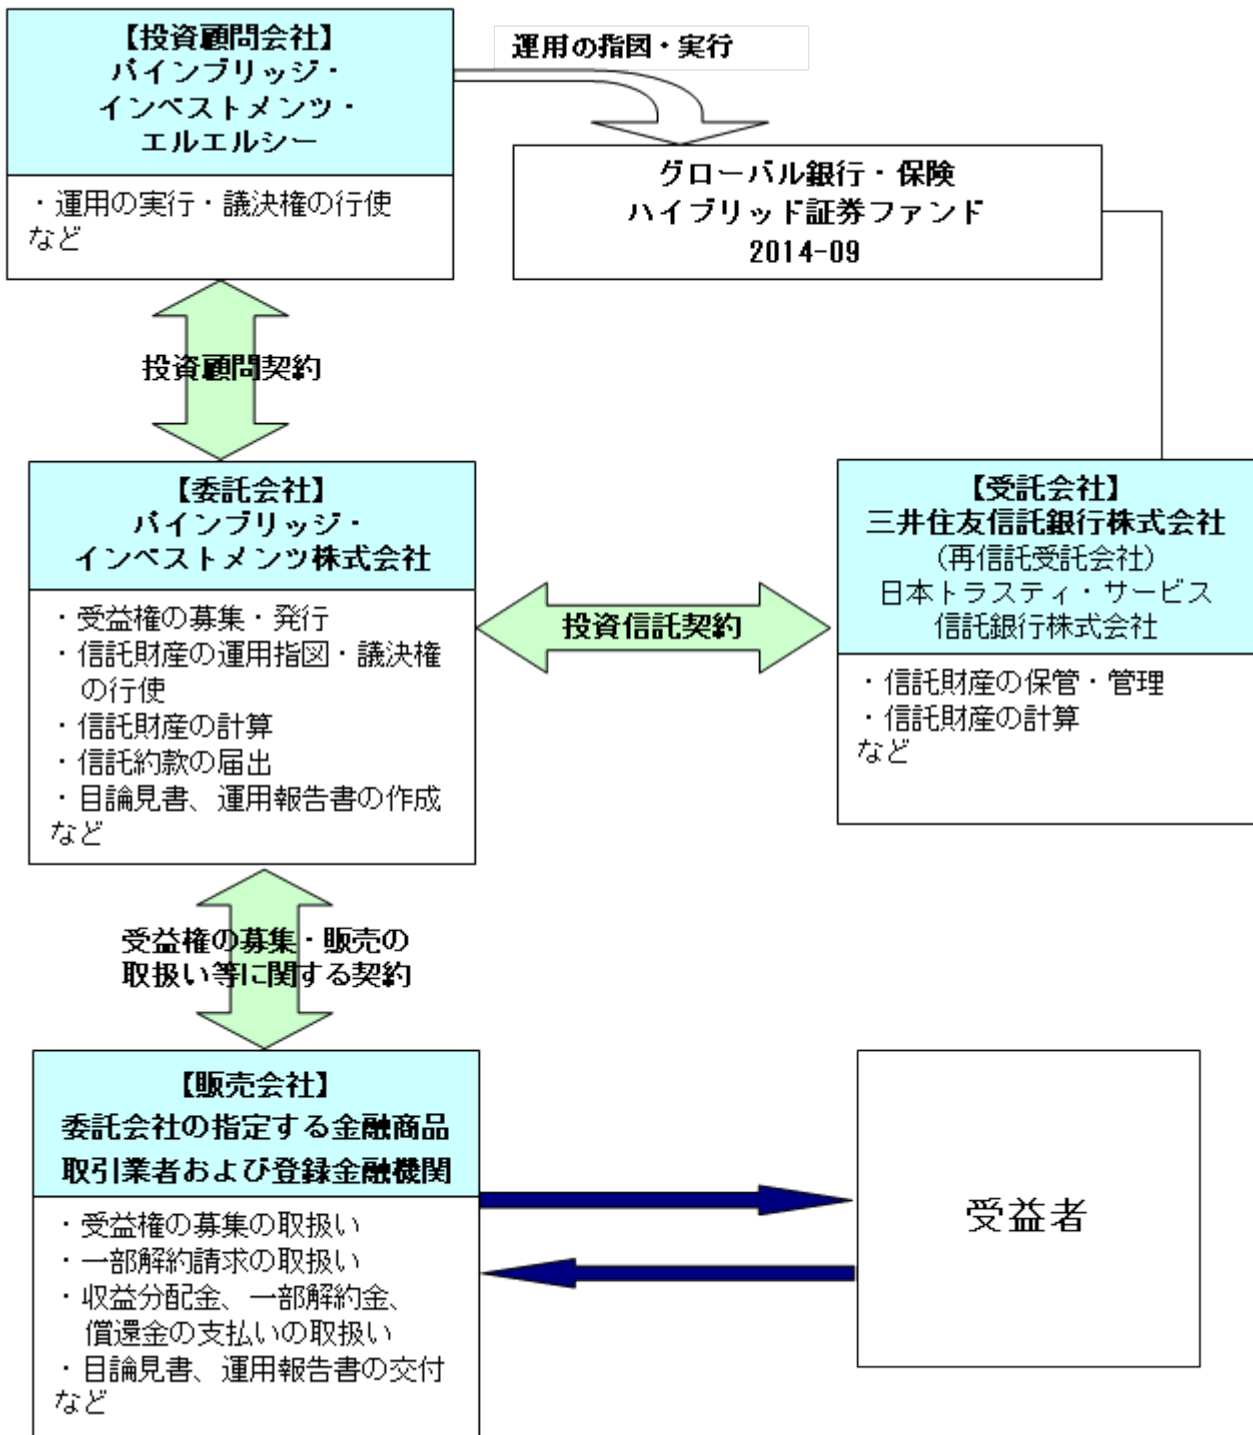 【投資顧問会社】
パインブリッジ・
インベストメンツ・
エルエルシー
・運用の実行・議決権の行使
など
運用の指図・実行
グローバル銀行・保険
ハイブリッド証券ファンド
2014-09
投資顧問契約
【委託会社】
パインブリッジ・
インベストメンツ株式会社
・受益権の募集・発行
・信託財産の運用指図・議決権
の行使
・信託財産の計算
・信託約款の届出
・目論見書、運用報告書の作成
など
投資信託契約
【受託会社】
三井住友信託銀行株式会社
（再信託受託会社）
日本トラスティ・サービス
信託銀行株式会社
・信託財産の保管・管理
・信託財産の計算
など
受益権の募集・販売の
取扱い等に関する契約
【販売会社】
委託会社の指定する金融商品
取引業者および登録金融機関
・受益権の募集の取扱い
・一部解約請求の取扱い
・収益分配金、一部解約金、
償還金の支払いの取扱い
・目論見書、運用報告書の交付
など
受益者